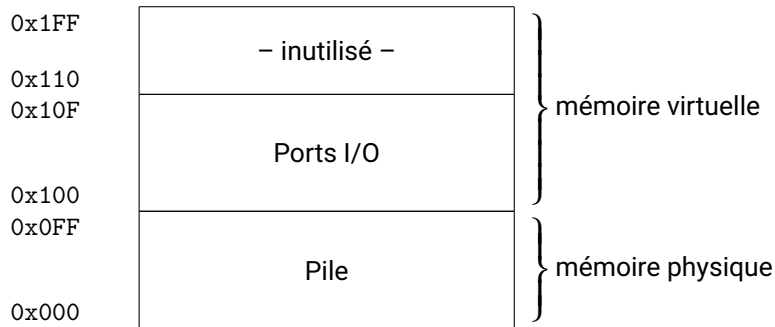 0x1FF
– inutilisé –
0x110
0x10F
mémoire virtuelle
Ports I/O
0x100
0x0FF
Pile
mémoire physique
0x000